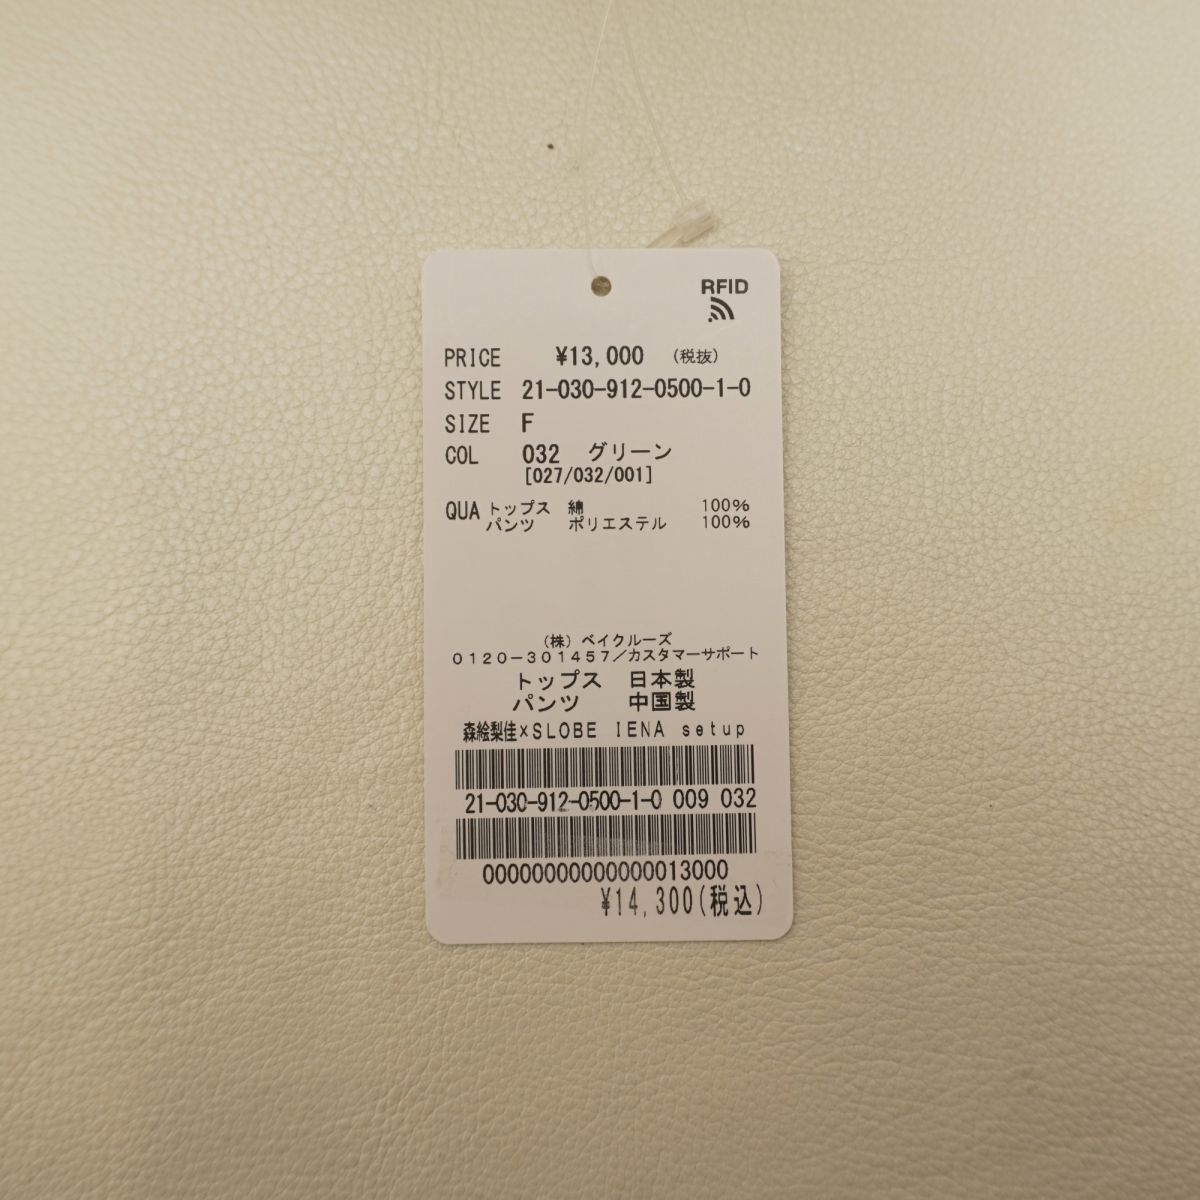 RFID
PRICE ¥13,000 (税抜)
STYLE 21-030-912-0500-1-0
SIZE F
COL 032 グリーン
[027/032/001]
QUA トップス 綿 100%
パンツ ポリエステル 100%
(株) ベイクルーズ
0120-301457/カスタマーサポート
トップス 日本製
パンツ 中国製
森絵梨佳×SLOBE IENA setup
21-030-912-0500-1-0 009 032
00000000000000013000
¥14,300(税込)